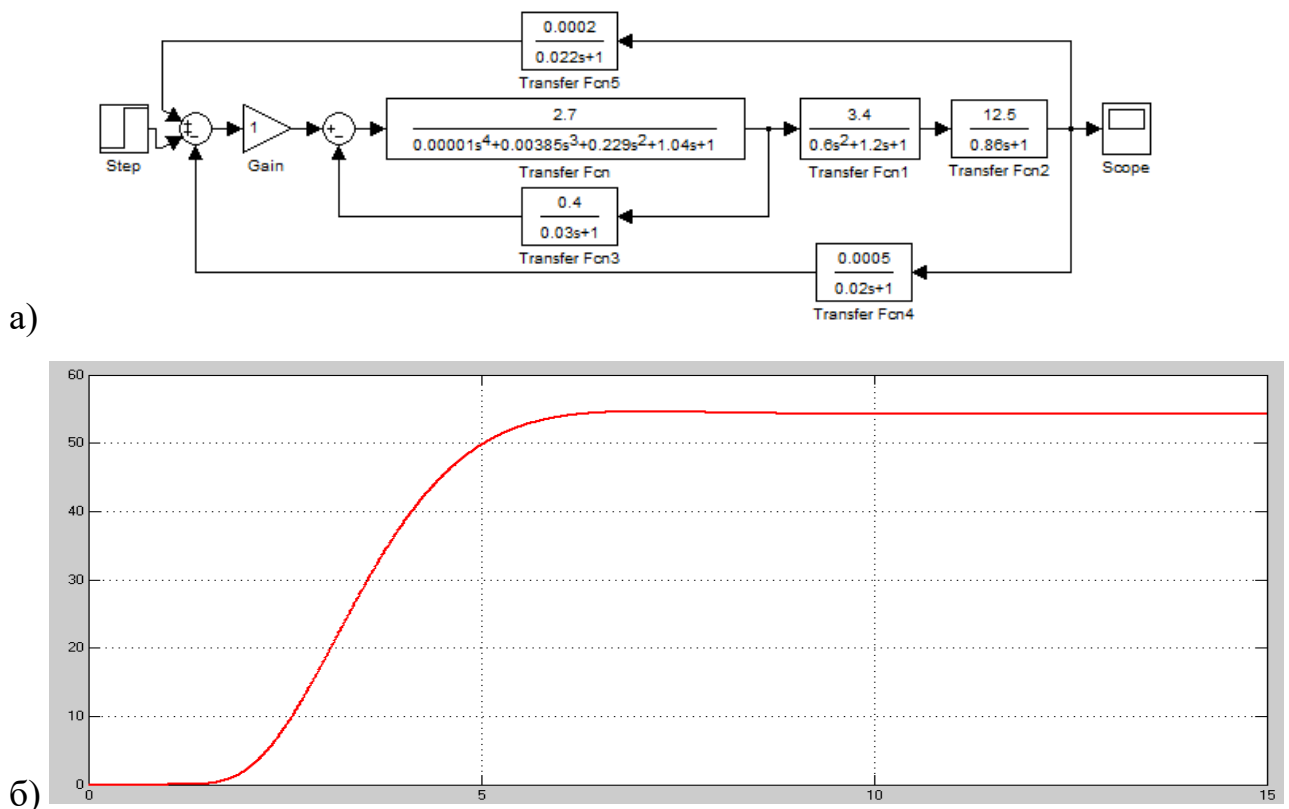 0.0002
0.022s+1
Transfer Fcn5
Step
1
Gain
2.7
0.00001s⁴+0.00385s³+0.229s²+1.04s+1
Transfer Fcn
3.4
0.6s²+1.2s+1
Transfer Fcn1
12.5
0.86s+1
Transfer Fcn2
Scope
0.4
0.03s+1
Transfer Fcn3
0.0005
0.02s+1
Transfer Fcn4
а)
60
50
40
30
20
10
0
0 5 10 15
б)